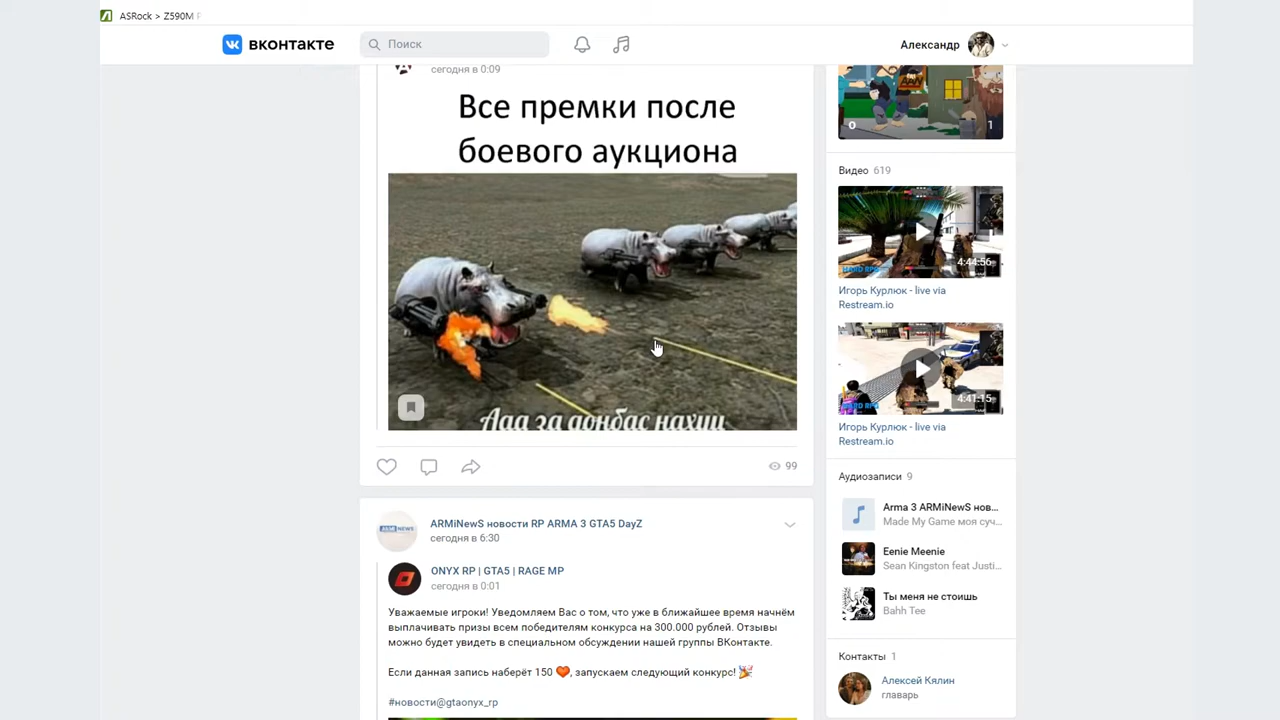 ASRock > Z590M
вконтакте
Поиск
Александр
сегодня в 0:09
Все премки после
боевого аукциона
Ада за донбас нахии
99
ARMiNewS новости RP ARMA 3 GTA5 DayZ
сегодня в 6:30
ONYX RP | GTA5 | RAGE MP
сегодня в 0:01
Уважаемые игроки! Уведомляем Вас о том, что уже в ближайшее время начнём
выплачивать призы всем победителям конкурса на 300.000 рублей. Отзывы
можно будет увидеть в специальном обсуждении нашей группы ВКонтакте.
Если данная запись наберёт 150 🧡, запускаем следующий конкурс! 🎉
#новости@gtaonyx_rp
0
1
Видео 619
4:44:56
Игорь Курлюк - live via
Restream.io
4:41:15
Игорь Курлюк - live via
Restream.io
Аудиозаписи 9
Arma 3 ARMiNewS нов...
Made My Game моя суч...
Eenie Meenie
Sean Kingston feat Justi...
Ты меня не стоишь
Bahh Tee
Контакты 1
Алексей Кялин
главарь